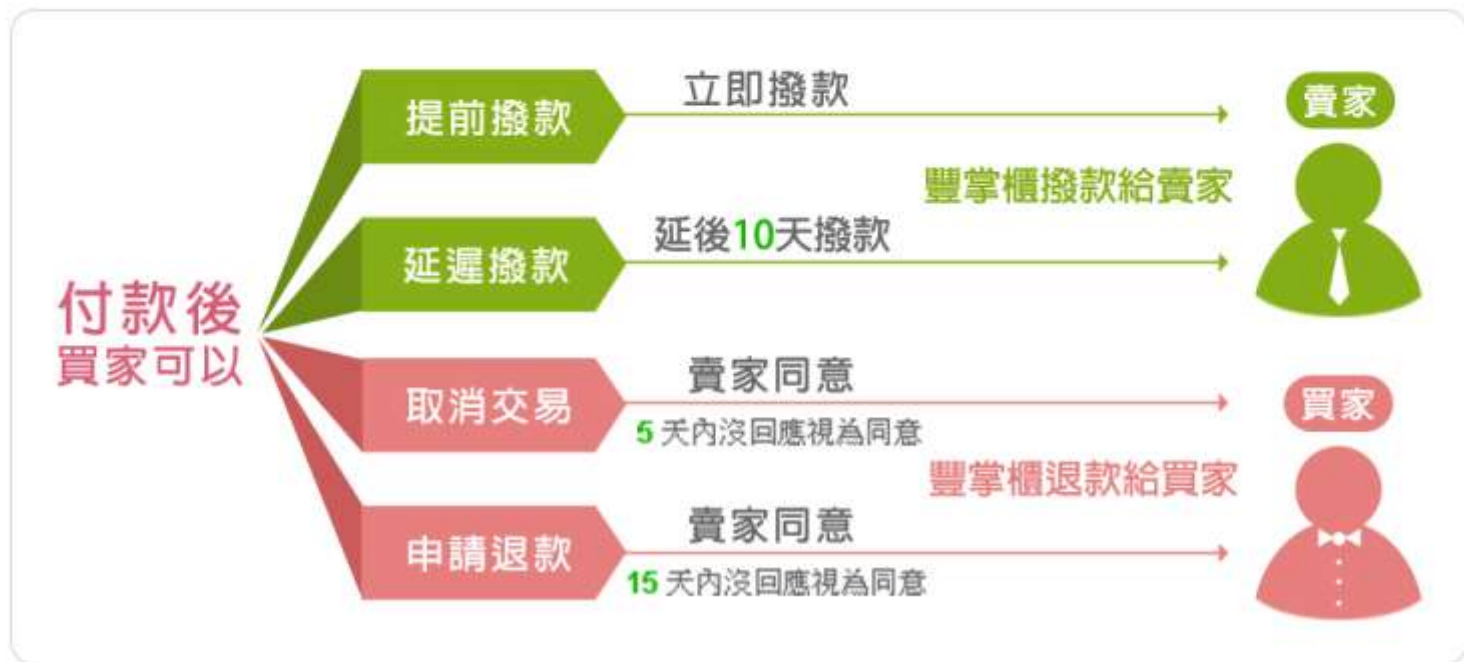 付款後
買家可以
提前撥款
立即撥款
延遲撥款
延後10天撥款
豐掌櫃撥款給賣家
賣家
取消交易
賣家同意
5 天內沒回應視為同意
申請退款
賣家同意
15 天內沒回應視為同意
豐掌櫃退款給買家
買家